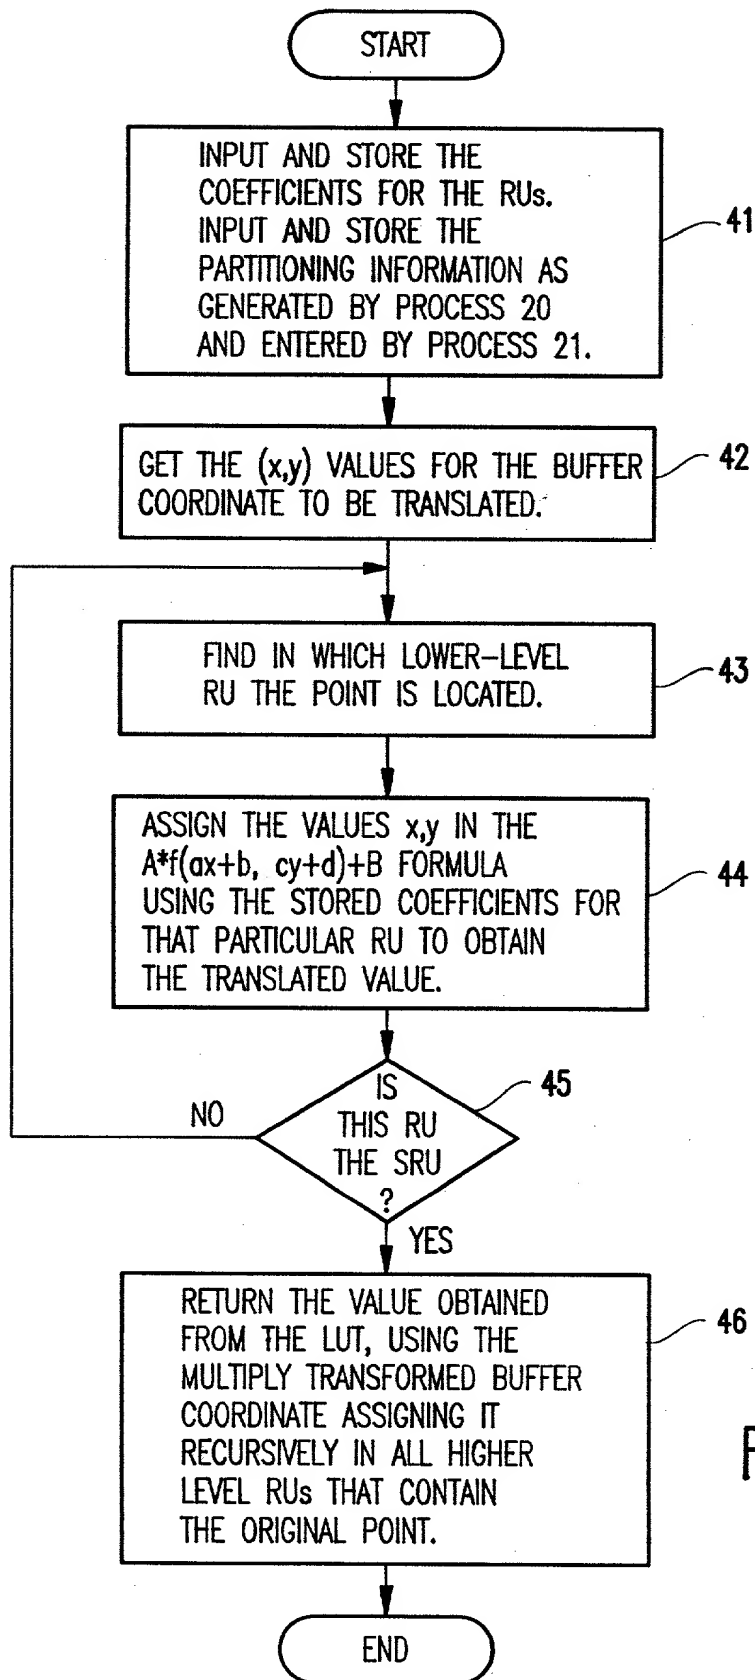 START
INPUT AND STORE THE
COEFFICIENTS FOR THE RUs.
INPUT AND STORE THE
PARTITIONING INFORMATION AS
GENERATED BY PROCESS 20
AND ENTERED BY PROCESS 21.
41
GET THE (x,y) VALUES FOR THE BUFFER
COORDINATE TO BE TRANSLATED.
42
FIND IN WHICH LOWER-LEVEL
RU THE POINT IS LOCATED.
43
ASSIGN THE VALUES x,y IN THE
A*f(ax+b, cy+d)+B FORMULA
USING THE STORED COEFFICIENTS FOR
THAT PARTICULAR RU TO OBTAIN
THE TRANSLATED VALUE.
44
IS
THIS RU
THE SRU
?
45
NO
YES
RETURN THE VALUE OBTAINED
FROM THE LUT, USING THE
MULTIPLY TRANSFORMED BUFFER
COORDINATE ASSIGNING IT
RECURSIVELY IN ALL HIGHER
LEVEL RUs THAT CONTAIN
THE ORIGINAL POINT.
46
END